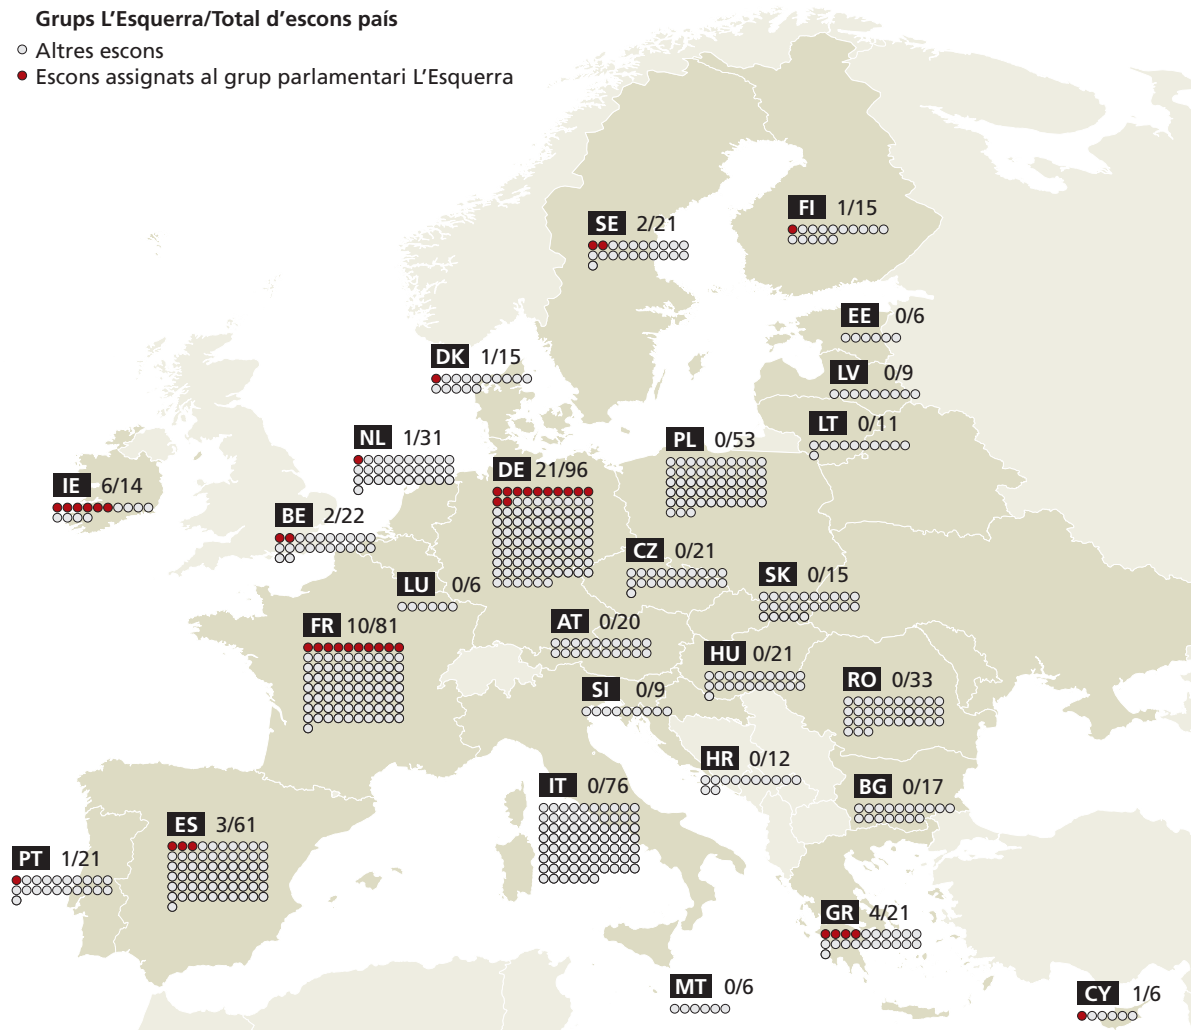 Grups L’Esquerra/Total d’escons país
Altres escons
Escons assignats al grup parlamentari L’Esquerra
FI 1/15
SE 2/21
EE 0/6
DK 1/15
LV 0/9
LT 0/11
NL 1/31
PL 0/53
DE 21/96
IE 6/14
BE 2/22
CZ 0/21
SK 0/15
LU 0/6
FR 10/81
AT 0/20
HU 0/21
RO 0/33
SI 0/9
HR 0/12
IT 0/76
BG 0/17
ES 3/61
PT 1/21
GR 4/21
MT 0/6
CY 1/6